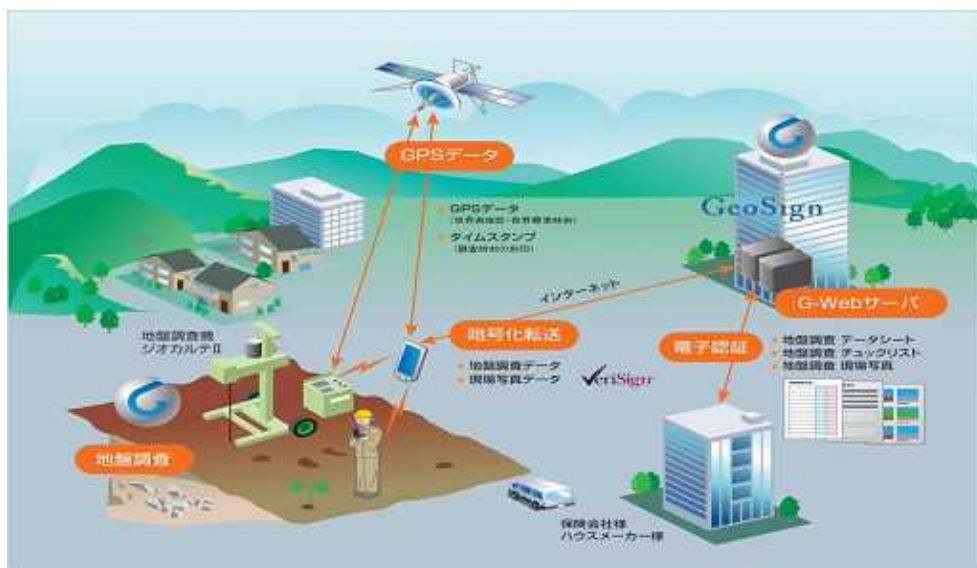 GPSデータ
GPSデータ
タイムスタンプ
GeoSign
インターネット
G-Webサーバ
地盤調査機
ジオカルテⅡ
暗号化転送
地盤調査データ
現場写真データ
VeriSign
電子認証
地盤調査 データシート
地盤調査 チェックリスト
地盤調査 現場写真
地盤調査
保険会社様
ハウスメーカー様